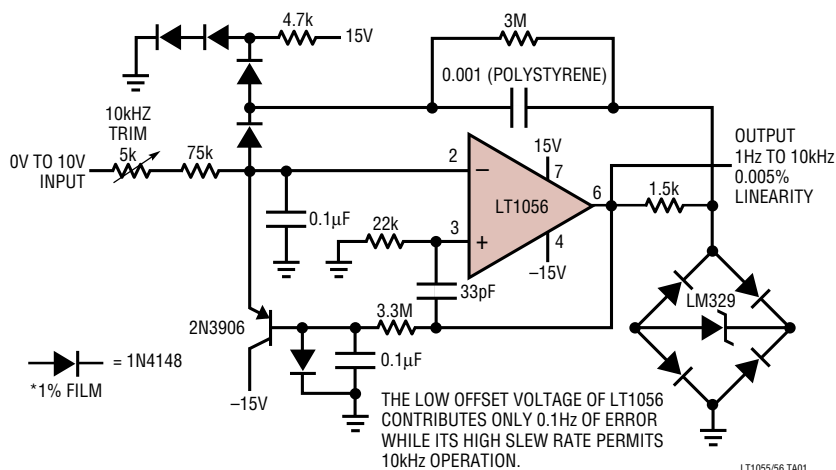 4.7k
15V
3M
0.001 (POLYSTYRENE)
10kHZ
TRIM
5k
75k
0V TO 10V
INPUT
2
15V
7
6
LT1056
3
4
–15V
0.1µF
22k
33pF
OUTPUT
1Hz TO 10kHz
0.005%
LINEARITY
1.5k
LM329
2N3906
3.3M
0.1µF
–15V
= 1N4148
*1% FILM
THE LOW OFFSET VOLTAGE OF LT1056
CONTRIBUTES ONLY 0.1Hz OF ERROR
WHILE ITS HIGH SLEW RATE PERMITS
10kHz OPERATION.
LT1055/56 TA01